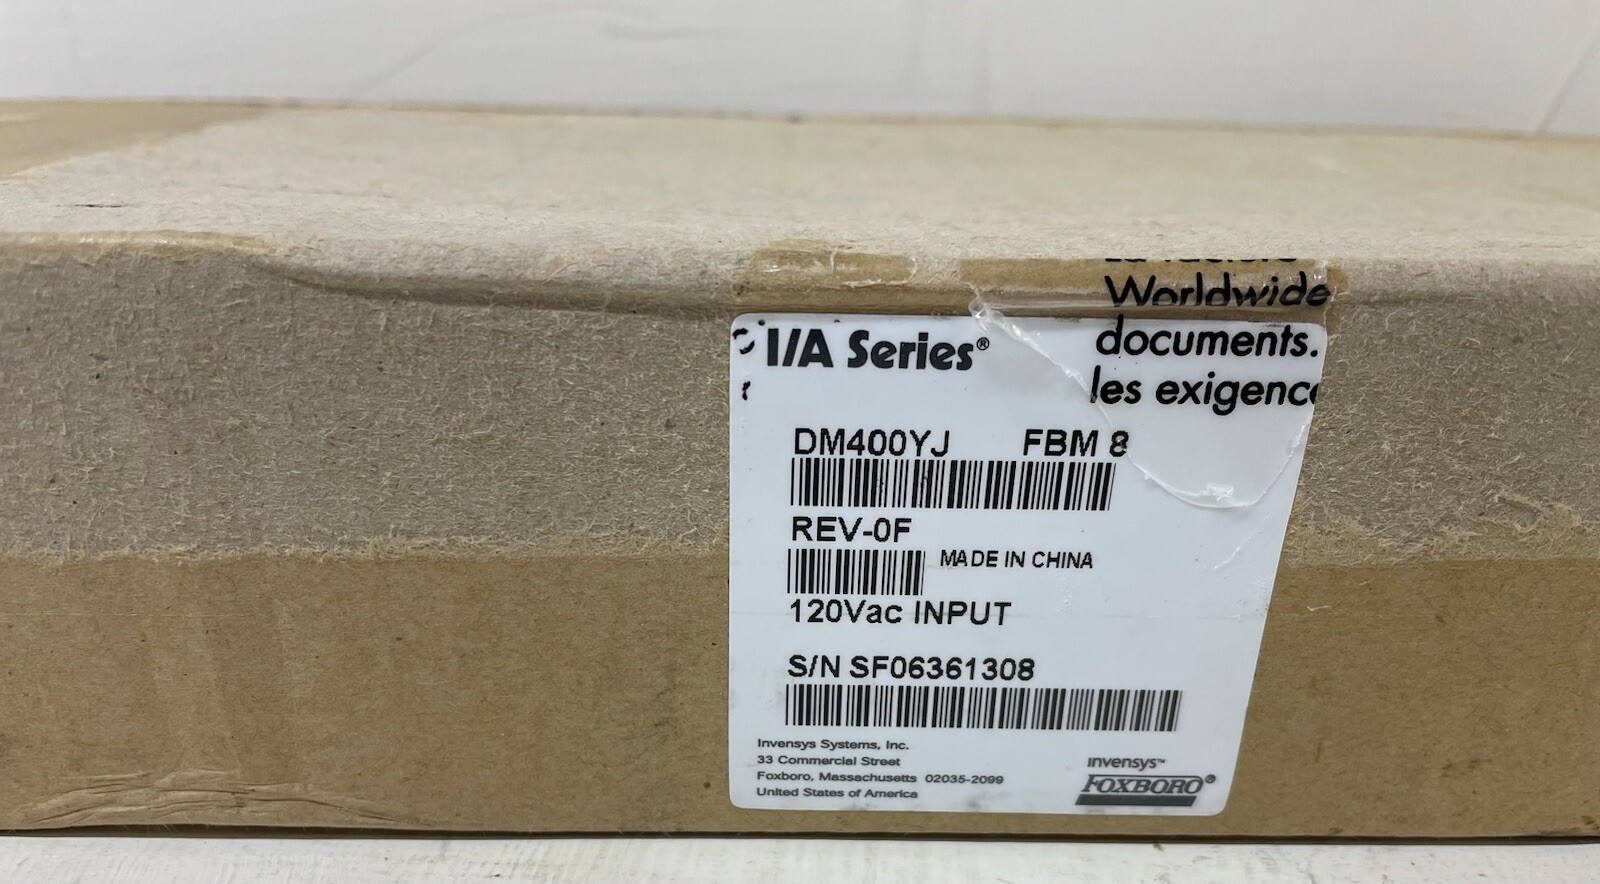 Worldwide
documents.
les exigenc
I/A Series®
DM400YJ FBM 8
REV-0F
MADE IN CHINA
120Vac INPUT
S/N SF06361308
Invensys Systems, Inc.
33 Commercial Street
Foxboro, Massachusetts 02035-2099
United States of America
invensys™
FOXBORO®